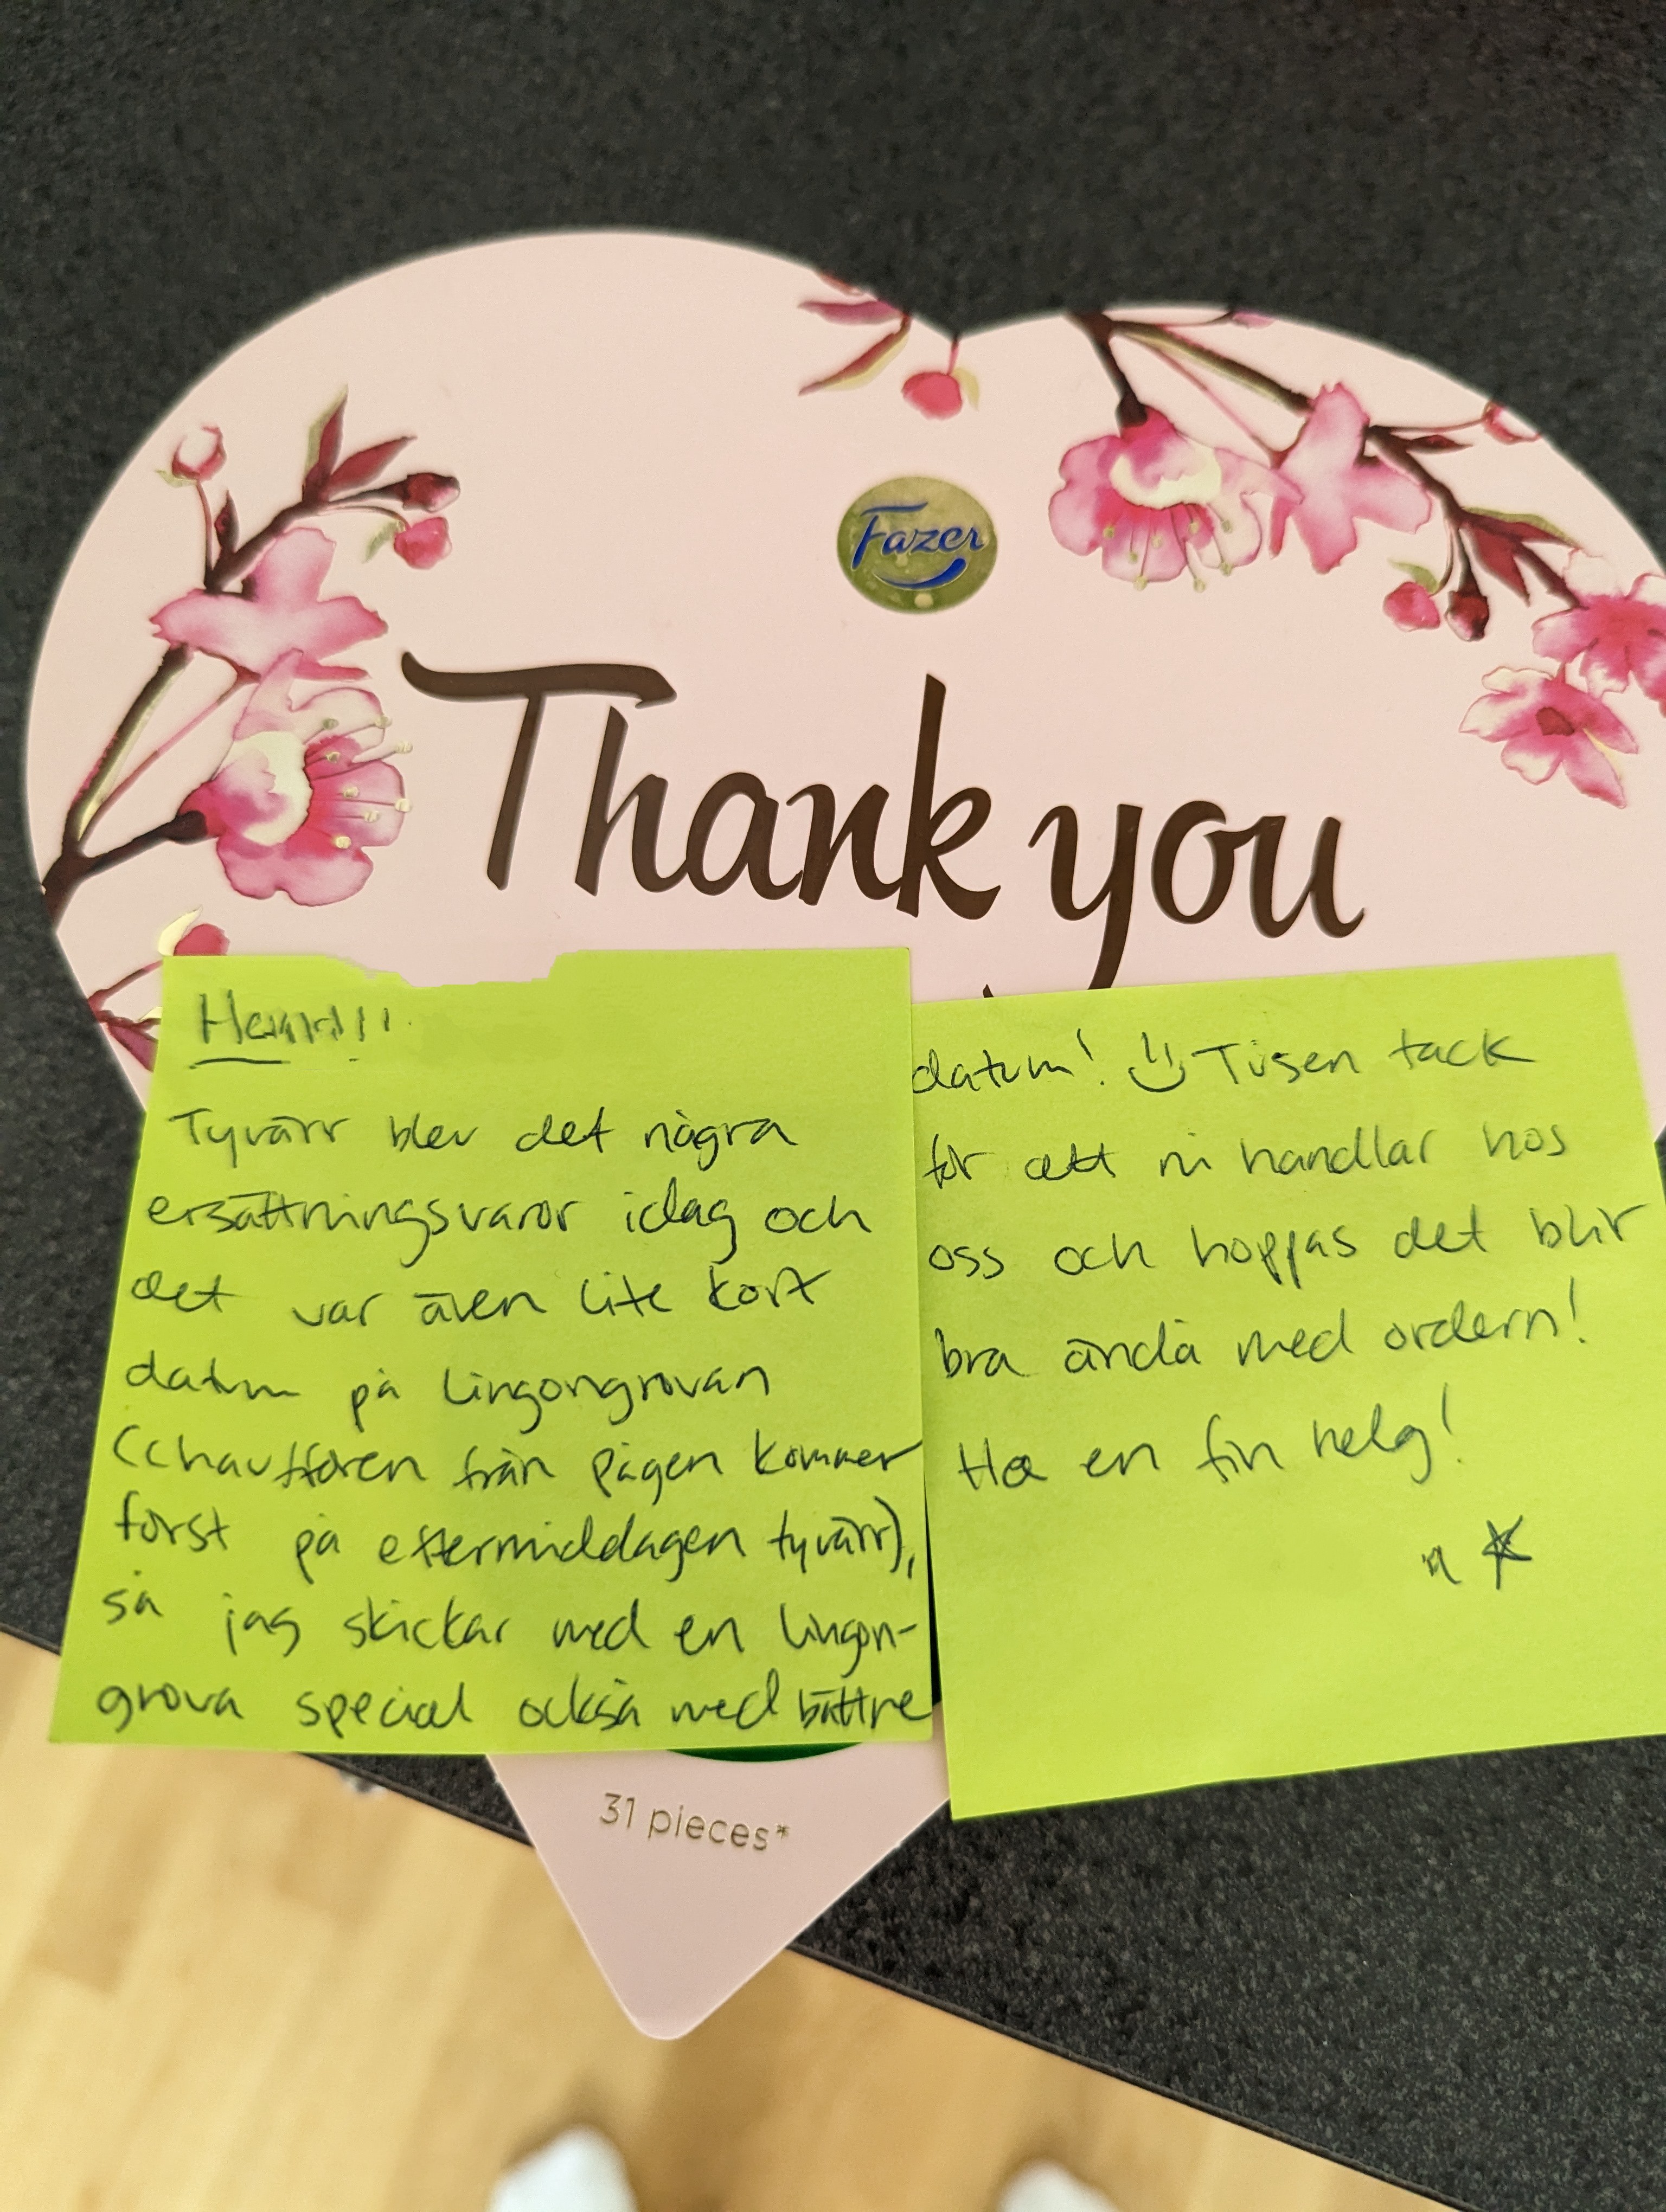 Fazer
Thank you
Tyvärr blev det några
ersättningsvaror idag och
det var även lite kort
datum på Lingongrovan
(chauffören från pågen kommer
först på eftermiddagen tyvärr),
så jag skickar med en lingon-
grova special också med bättre
datum! Tusen tack
för att ni handlar hos
oss och hoppas det blir
bra ändå med ordern!
Ha en fin helg!
31 pieces*